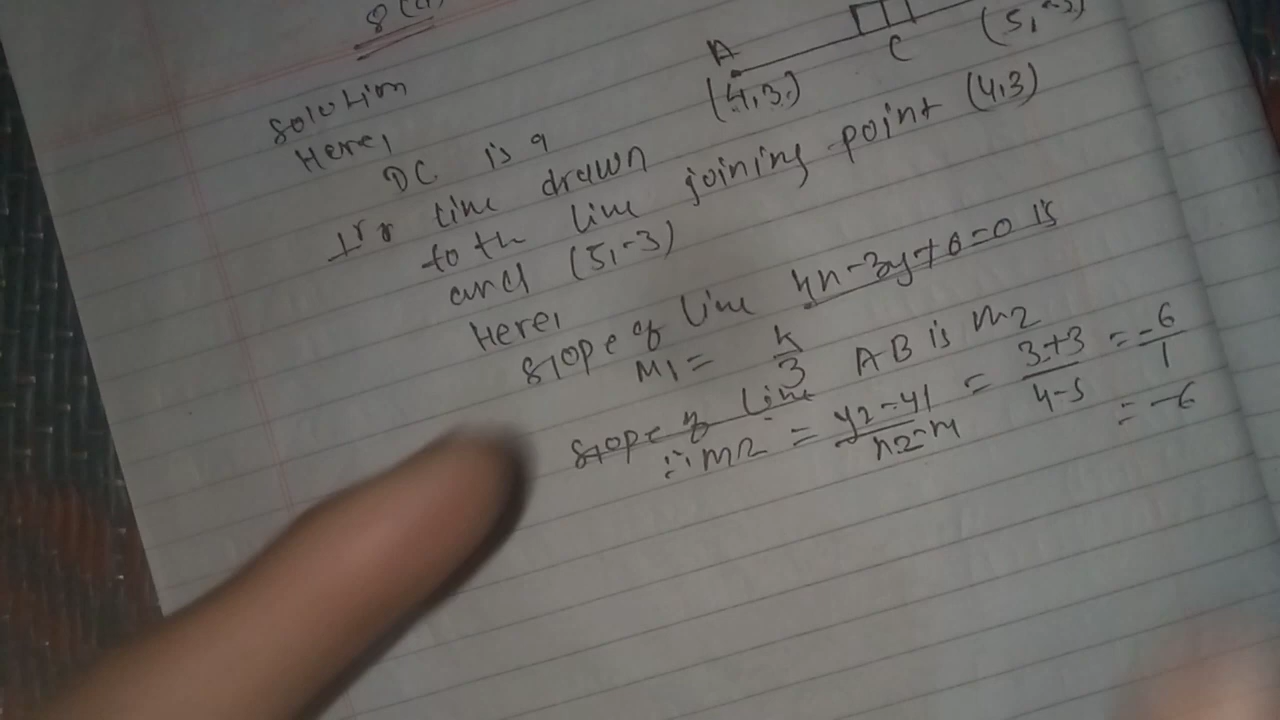 8(a)
A
C
(5,-3)
(4,3)
solution
Here,
DC is a
⊥r line drawn
to the line joining point (4,3)
and (5,-3)
Here,
slope of line 4x-3y+6=0 is
M1 = k/3
slope of line AB is m2
∴ m2 = y2-y1/x2-x1 = 3+3/4-5 = -6/1
= -6